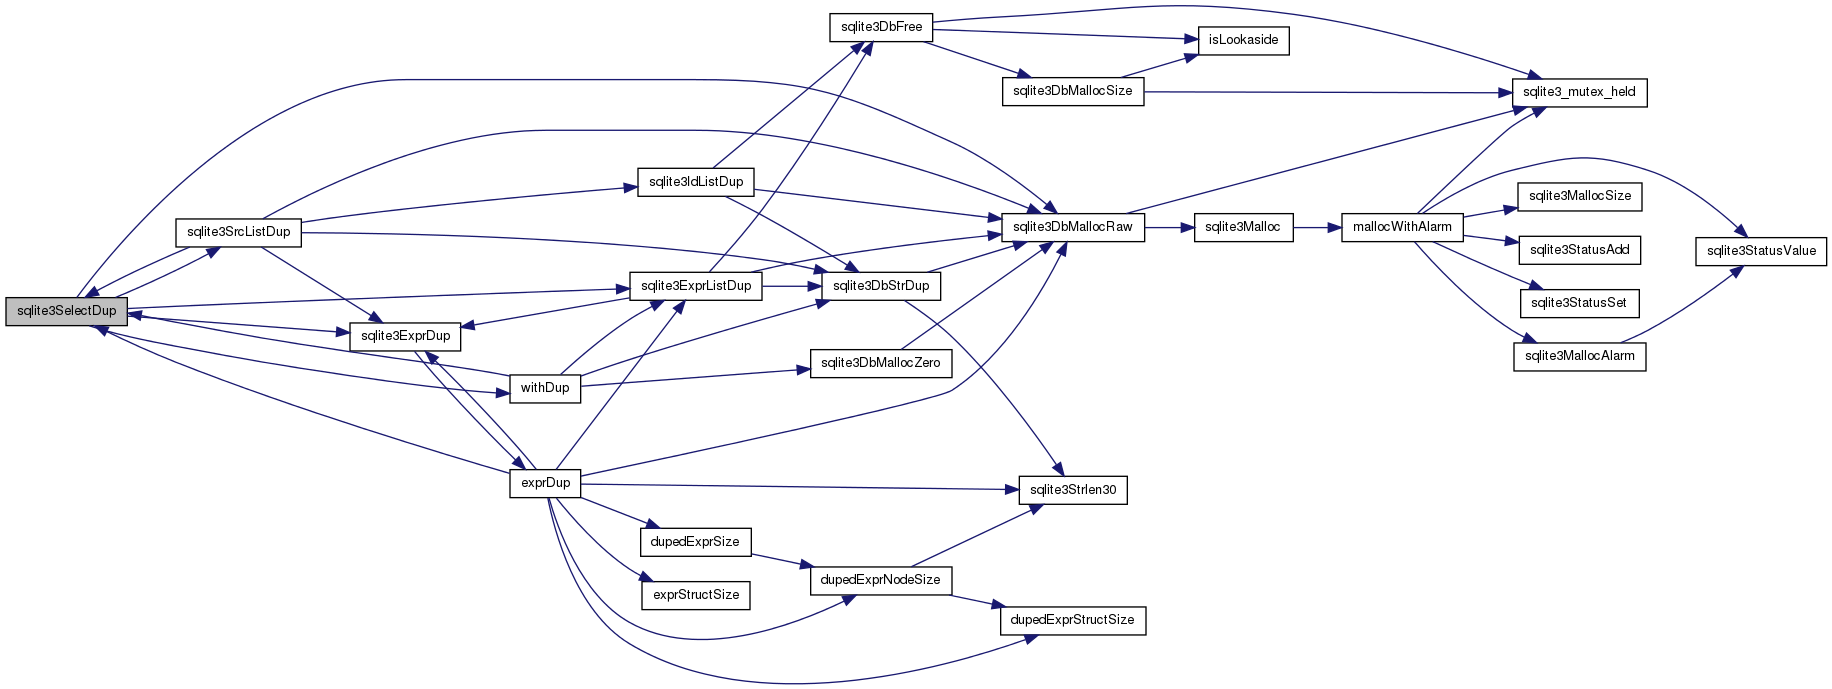 sqlite3DbFree
isLookaside
sqlite3DbMallocSize
sqlite3_mutex_held
sqlite3IdListDup
sqlite3MallocSize
sqlite3SrcListDup
sqlite3DbMallocRaw
sqlite3Malloc
mallocWithAlarm
sqlite3StatusAdd
sqlite3StatusValue
sqlite3ExprListDup
sqlite3DbStrDup
sqlite3StatusSet
sqlite3SelectDup
sqlite3ExprDup
sqlite3DbMallocZero
sqlite3MallocAlarm
withDup
exprDup
sqlite3Strlen30
dupedExprSize
dupedExprNodeSize
exprStructSize
dupedExprStructSize